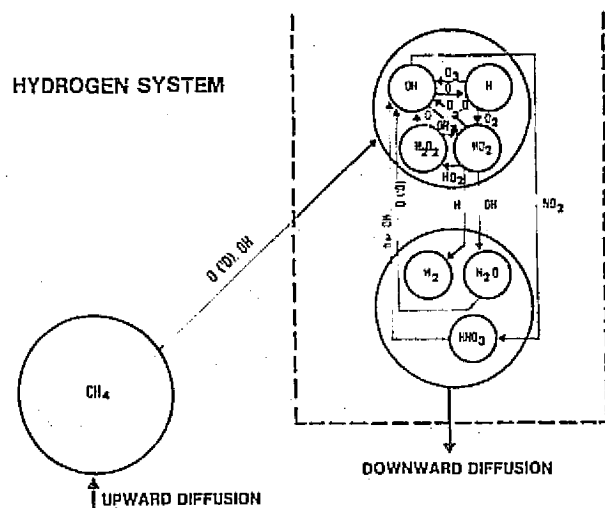 HYDROGEN SYSTEM
OH
O3
H
O
O
O3
O2
O
OH
H2O2
HO2
HO2
H
OH
NO2
O (¹D)
O (¹D), OH
H2
H2O
HNO3
CH4
DOWNWARD DIFFUSION
UPWARD DIFFUSION